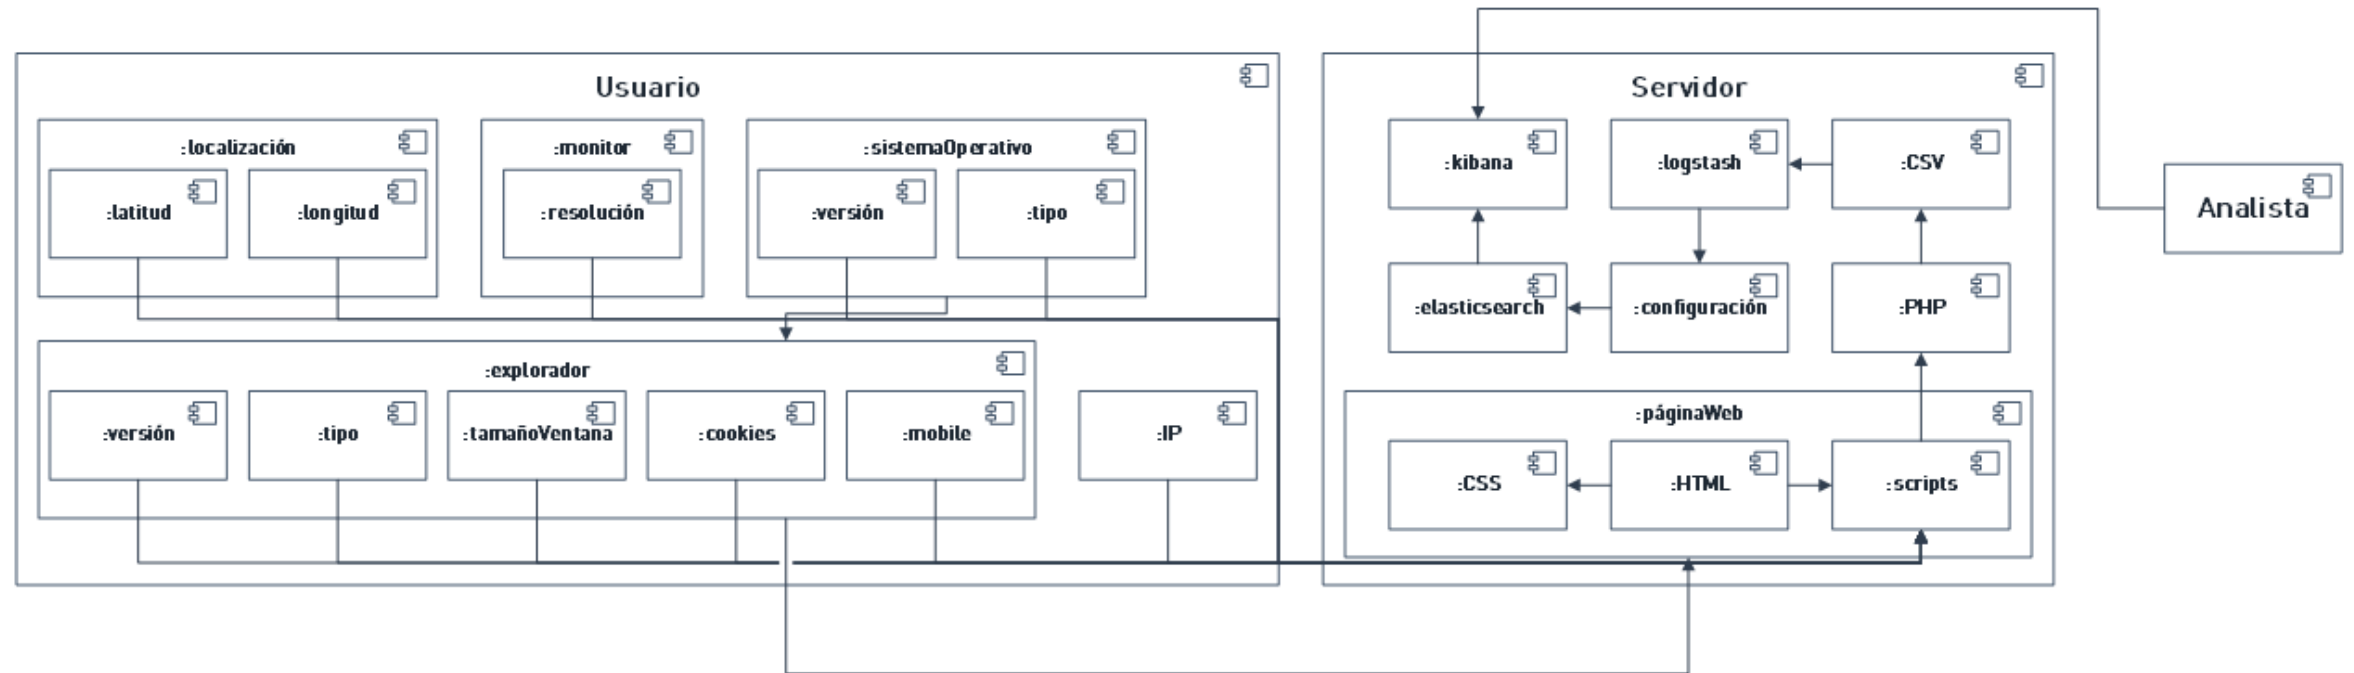 Usuario
:localización
:latitud
:longitud
:monitor
:resolución
:sistemaOperativo
:versión
:tipo
:explorador
:versión
:tipo
:tamañoVentana
:cookies
:mobile
:IP
Servidor
:kibana
:logstash
:CSV
:elasticsearch
:configuración
:PHP
:páginaWeb
:CSS
:HTML
:scripts
Analista